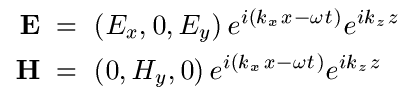 E = (E_x, 0, E_y) e^{i(k_x x − ωt)} e^{ik_z z}
H = (0, H_y, 0) e^{i(k_x x − ωt)} e^{ik_z z}